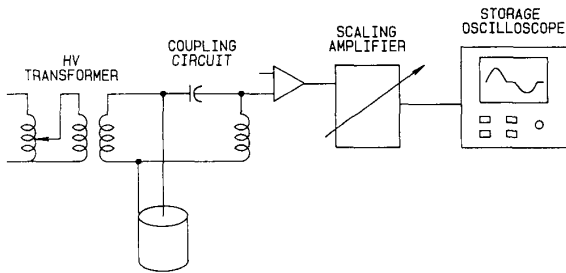 HV
TRANSFORMER
COUPLING
CIRCUIT
SCALING
AMPLIFIER
STORAGE
OSCILLOSCOPE